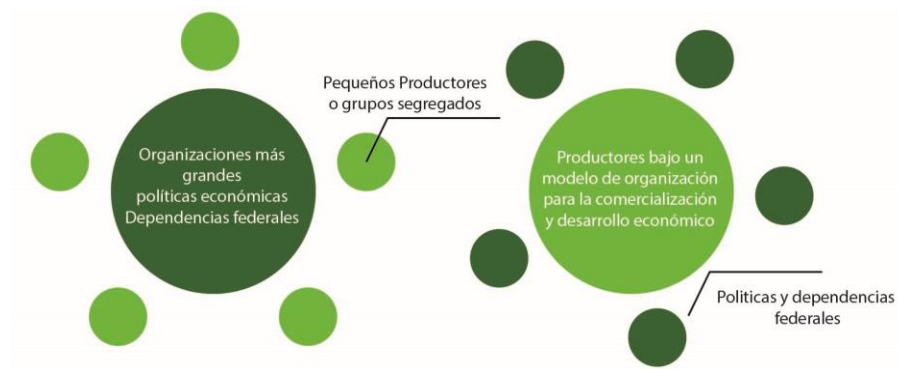 Pequeños Productores
o grupos segregados
Organizaciones más
grandes
políticas económicas
Dependencias federales
Productores bajo un
modelo de organización
para la comercialización
y desarrollo económico
Politicas y dependencias
federales